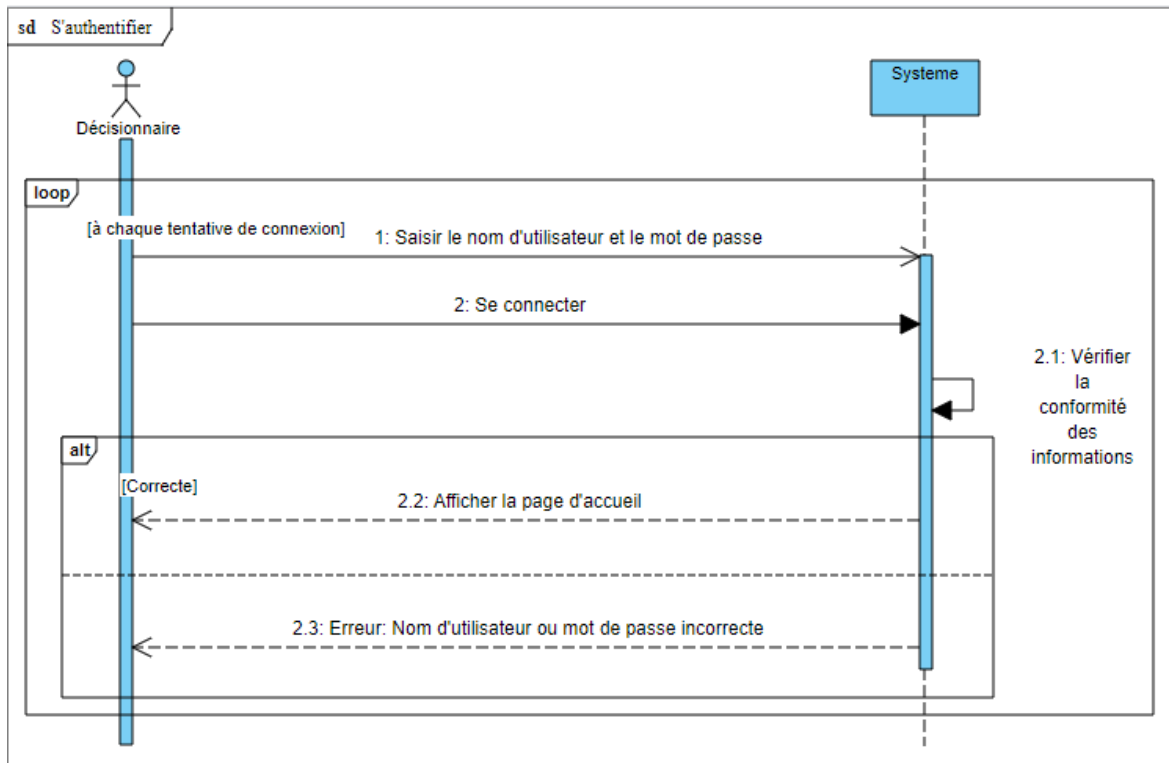 sd S'authentifier
Systeme
Décisionnaire
loop
[à chaque tentative de connexion]
1: Saisir le nom d'utilisateur et le mot de passe
2: Se connecter
2.1: Vérifier
la
conformité
des
informations
alt
[Correcte]
2.2: Afficher la page d'accueil
2.3: Erreur: Nom d'utilisateur ou mot de passe incorrecte